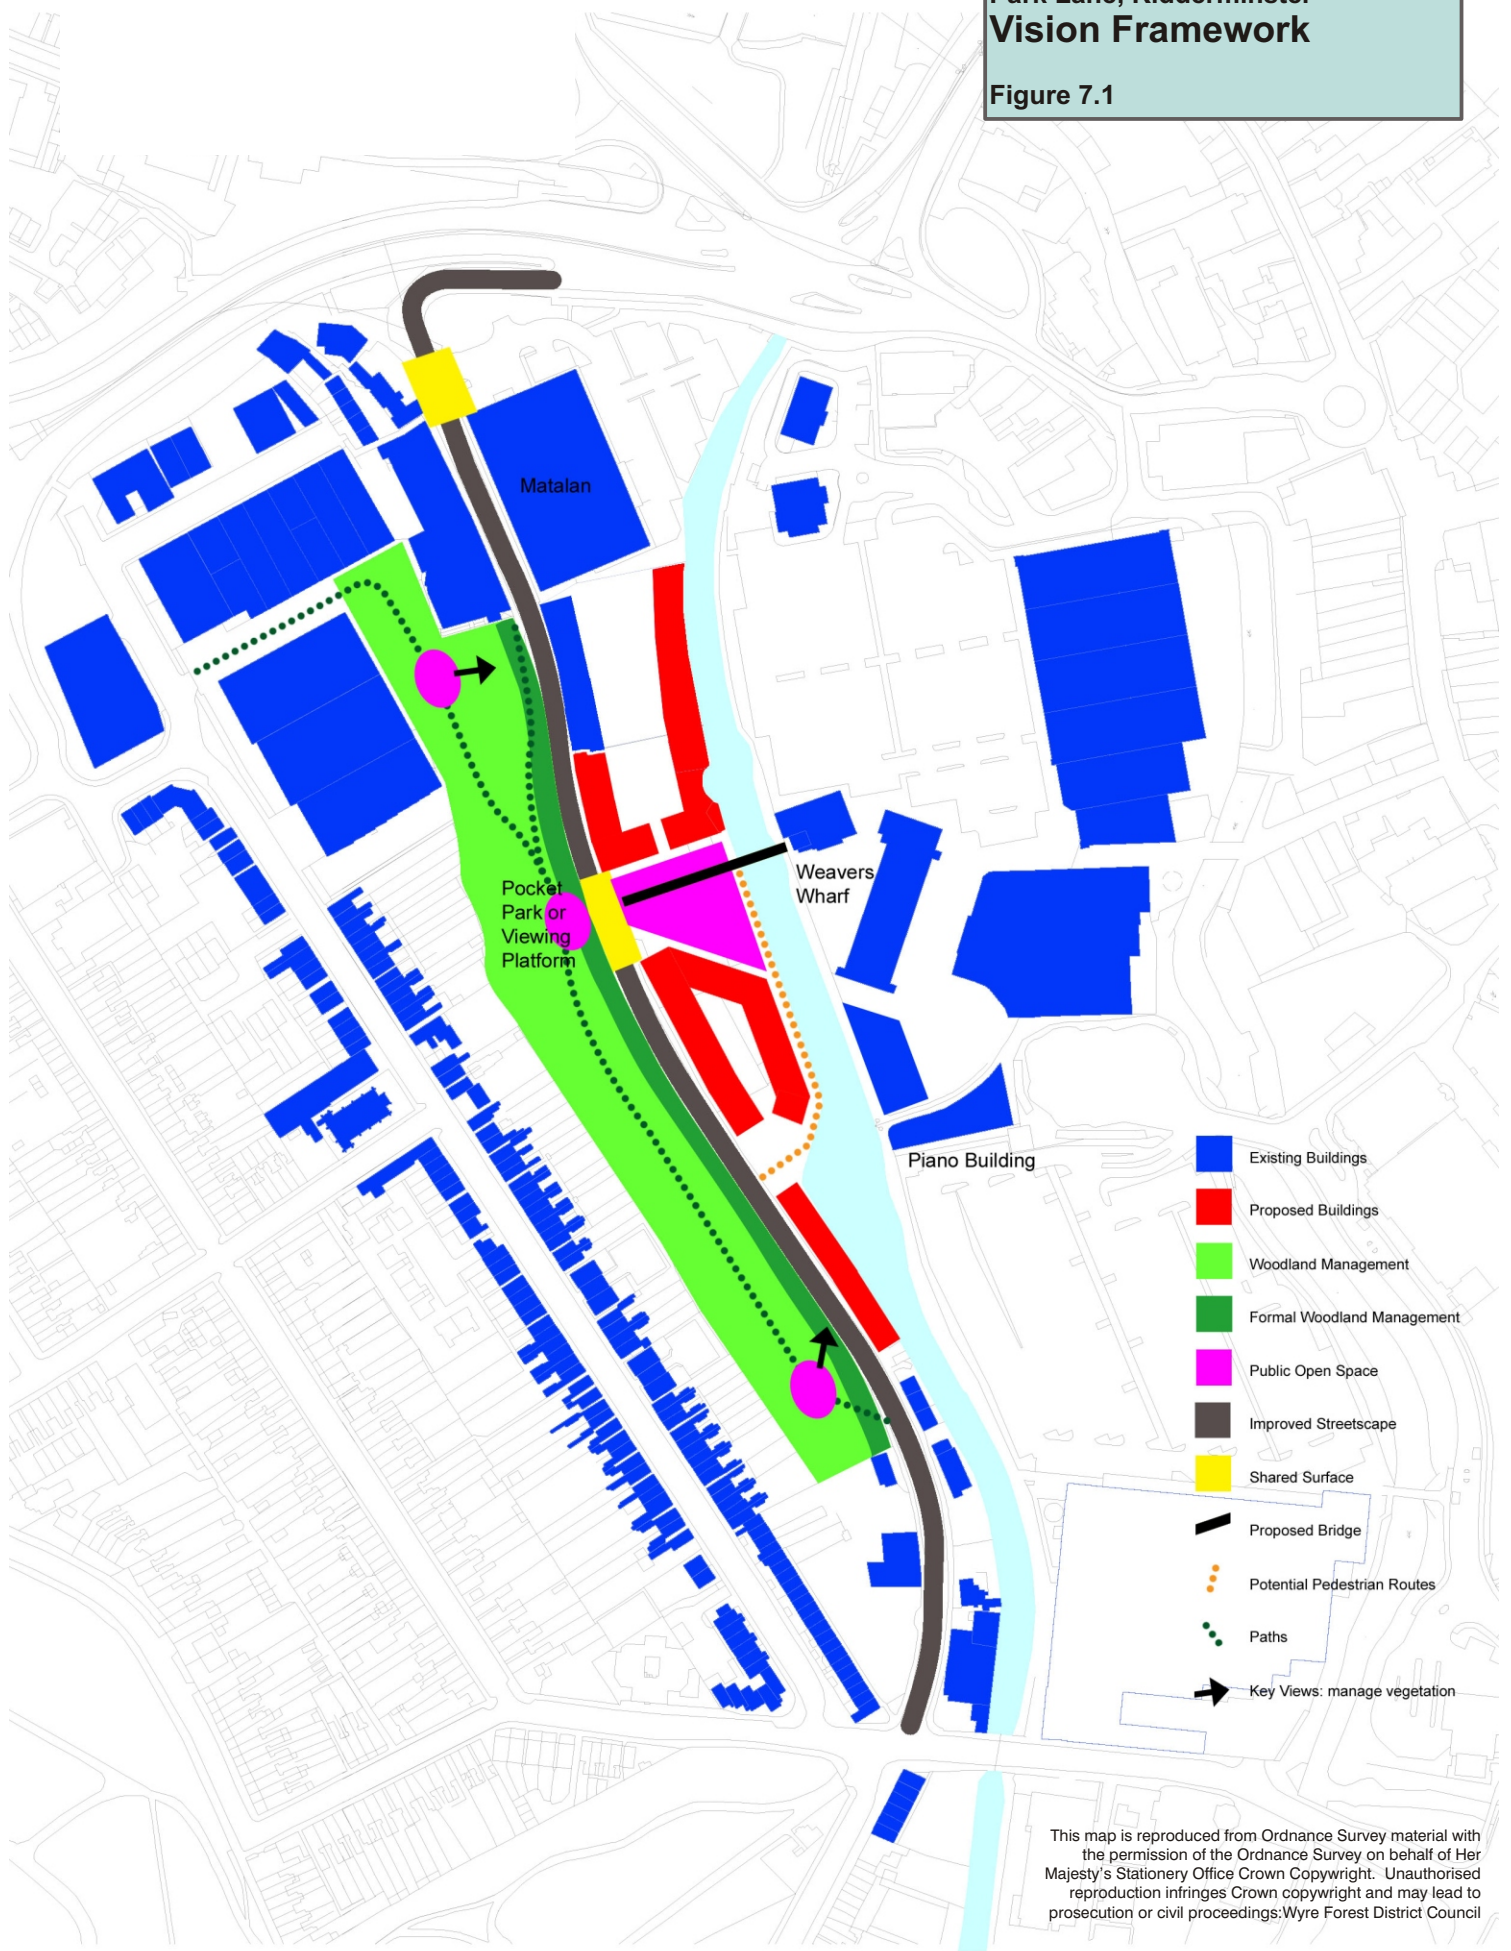 Park Lane, Kidderminster
Vision Framework
Figure 7.1
Matalan
Weavers
Wharf
Pocket
Park or
Viewing
Platform
Piano Building
Existing Buildings
Proposed Buildings
Woodland Management
Formal Woodland Management
Public Open Space
Improved Streetscape
Shared Surface
Proposed Bridge
Potential Pedestrian Routes
Paths
Key Views: manage vegetation
This map is reproduced from Ordnance Survey material with
the permission of the Ordnance Survey on behalf of Her
Majesty's Stationery Office Crown Copywright.  Unauthorised
reproduction infringes Crown copywright and may lead to
prosecution or civil proceedings:Wyre Forest District Council